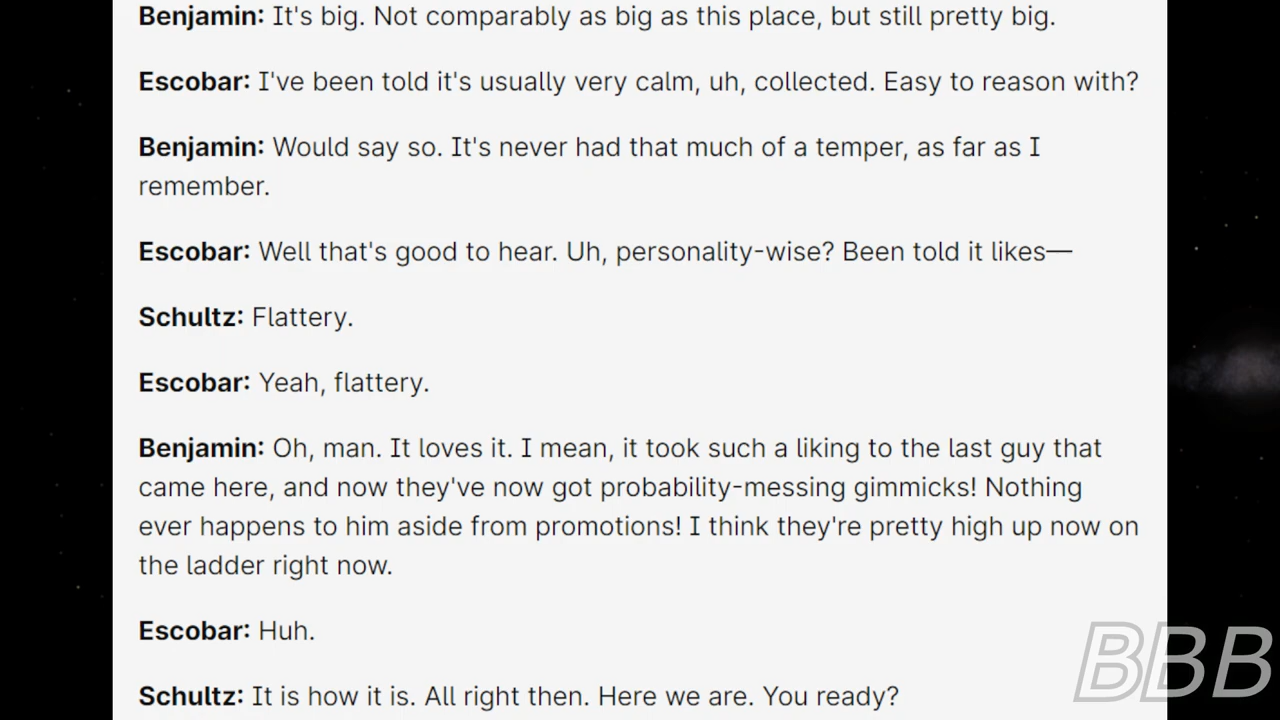 Benjamin: It's big. Not comparably as big as this place, but still pretty big.
Escobar: I've been told it's usually very calm, uh, collected. Easy to reason with?
Benjamin: Would say so. It's never had that much of a temper, as far as I
remember.
Escobar: Well that's good to hear. Uh, personality-wise? Been told it likes—
Schultz: Flattery.
Escobar: Yeah, flattery.
Benjamin: Oh, man. It loves it. I mean, it took such a liking to the last guy that
came here, and now they've now got probability-messing gimmicks! Nothing
ever happens to him aside from promotions! I think they're pretty high up now on
the ladder right now.
Escobar: Huh.
Schultz: It is how it is. All right then. Here we are. You ready?
BBB